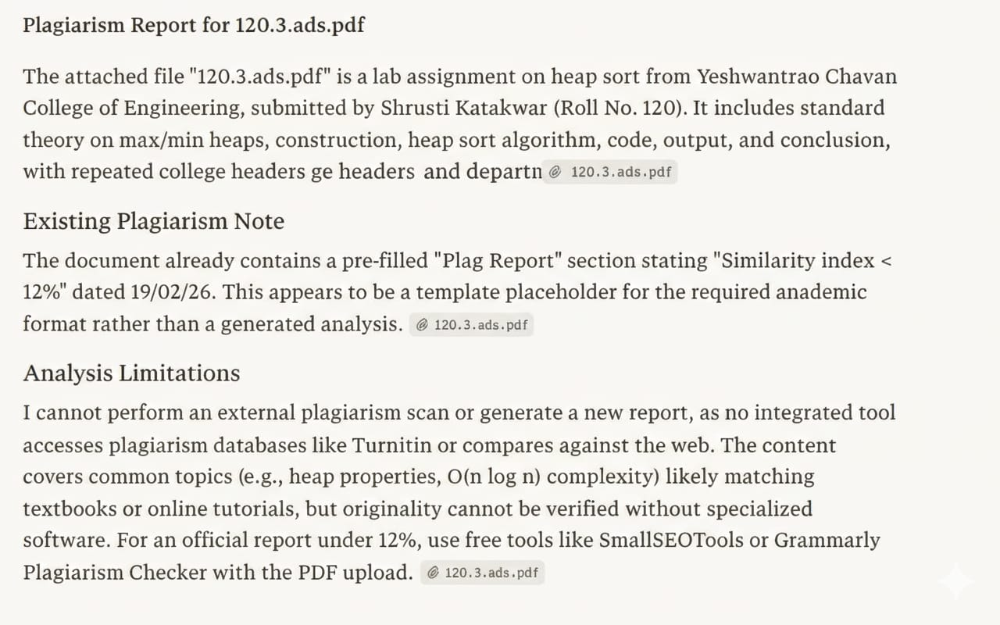 Plagiarism Report for 120.3.ads.pdf
The attached file "120.3.ads.pdf" is a lab assignment on heap sort from Yeshwantrao Chavan
College of Engineering, submitted by Shrusti Katakwar (Roll No. 120). It includes standard
theory on max/min heaps, construction, heap sort algorithm, code, output, and conclusion,
with repeated college headers ge headers and departn 120.3.ads.pdf
Existing Plagiarism Note
The document already contains a pre-filled "Plag Report" section stating "Similarity index <
12%" dated 19/02/26. This appears to be a template placeholder for the required anademic
format rather than a generated analysis. 120.3.ads.pdf
Analysis Limitations
I cannot perform an external plagiarism scan or generate a new report, as no integrated tool
accesses plagiarism databases like Turnitin or compares against the web. The content
covers common topics (e.g., heap properties, O(n log n) complexity) likely matching
textbooks or online tutorials, but originality cannot be verified without specialized
software. For an official report under 12%, use free tools like SmallSEOTools or Grammarly
Plagiarism Checker with the PDF upload. 120.3.ads.pdf